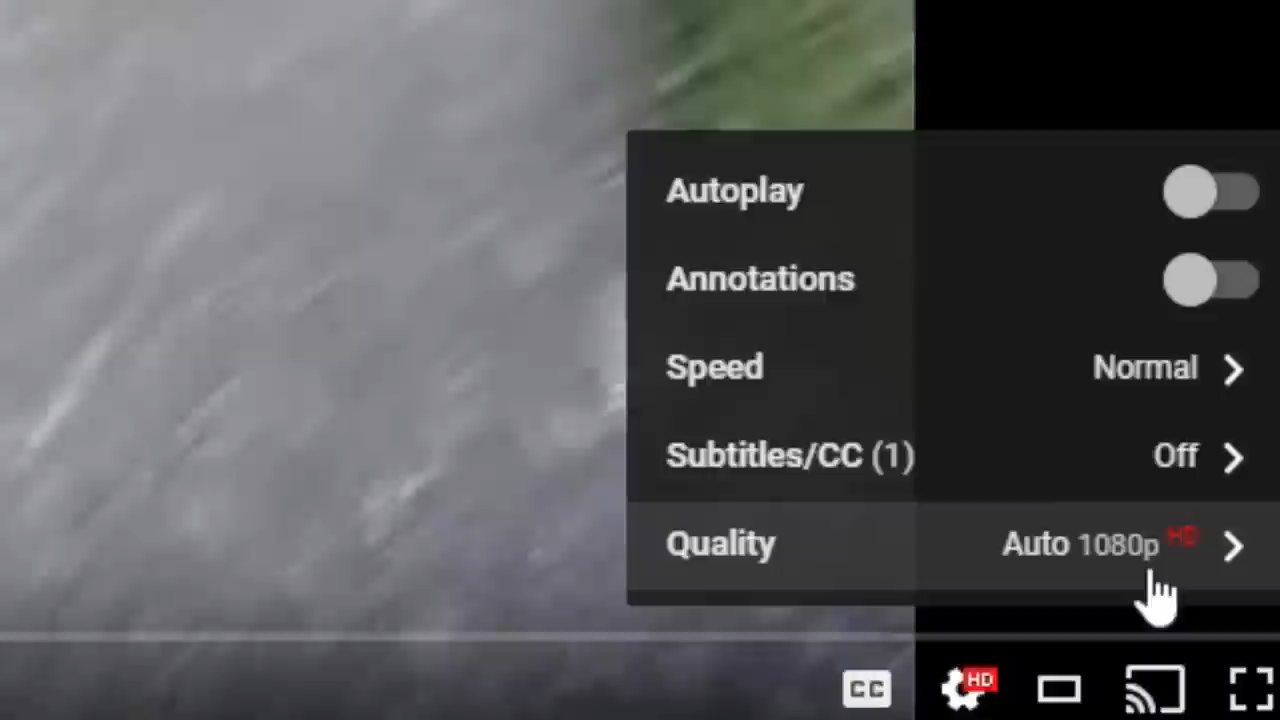 Autoplay
Annotations
Speed Normal
Subtitles/CC (1) Off
Quality Auto 1080p HD
CC HD